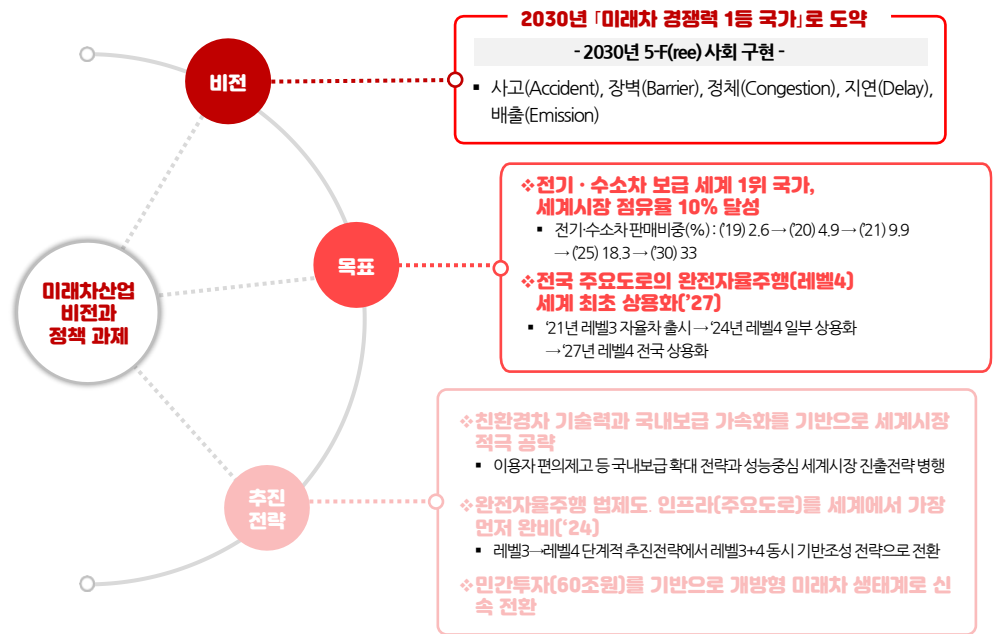 미래차산업
비전과
정책 과제
비전
2030년 「미래차 경쟁력 1등 국가」로 도약
- 2030년 5-F(ree) 사회 구현 -
▪ 사고(Accident), 장벽(Barrier), 정체(Congestion), 지연(Delay),
배출(Emission)
목표
❖전기 · 수소차 보급 세계 1위 국가,
세계시장 점유율 10% 달성
▪ 전기·수소차 판매비중(%) : (’19) 2.6 → (’20) 4.9 → (’21) 9.9
→ (’25) 18.3 → (’30) 33
❖전국 주요도로의 완전자율주행(레벨4)
세계 최초 상용화(’27)
▪ ‘21년 레벨3 자율차 출시 → ‘24년 레벨4 일부 상용화
→ ‘27년 레벨4 전국 상용화
추진
전략
❖친환경차 기술력과 국내보급 가속화를 기반으로 세계시장
적극 공략
▪ 이용자 편의제고 등 국내보급 확대 전략과 성능중심 세계시장 진출전략 병행
❖완전자율주행 법제도. 인프라(주요도로)를 세계에서 가장
먼저 완비(‘24)
▪ 레벨3→레벨4 단계적 추진전략에서 레벨3+4 동시 기반조성 전략으로 전환
❖민간투자(60조원)를 기반으로 개방형 미래차 생태계로 신
속 전환